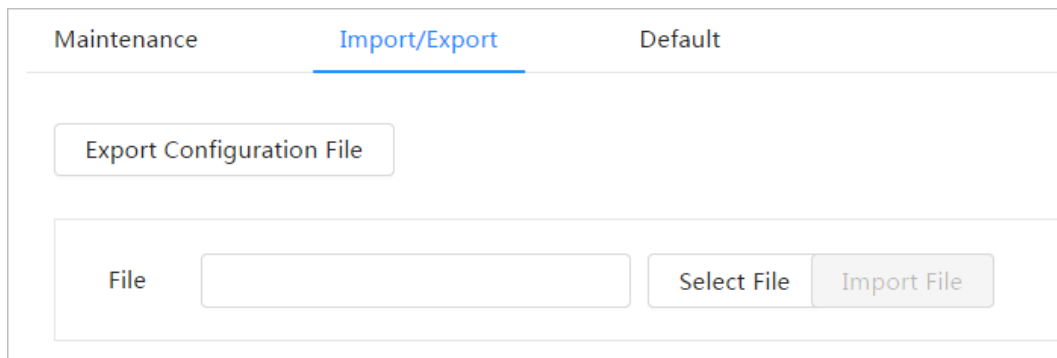 Maintenance Import/Export Default
Export Configuration File
File Select File Import File